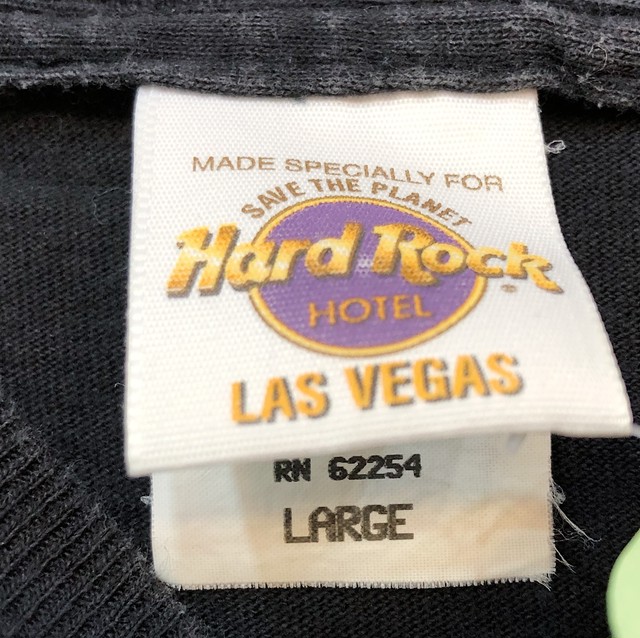 MADE SPECIALLY FOR
SAVE THE PLANET
Hard Rock
HOTEL
LAS VEGAS
RN 62254
LARGE